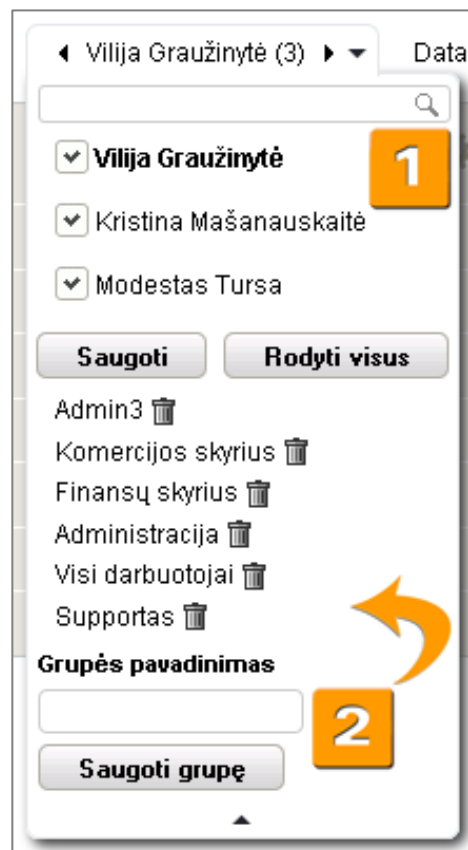 Vilija Graužinytė (3) Data
Vilija Graužinytė
1
Kristina Mašanauskaitė
Modestas Tursa
Saugoti Rodyti visus
Admin3
Komercijos skyrius
Finansų skyrius
Administracija
Visi darbuotojai
Supportas
Grupės pavadinimas
2
Saugoti grupę